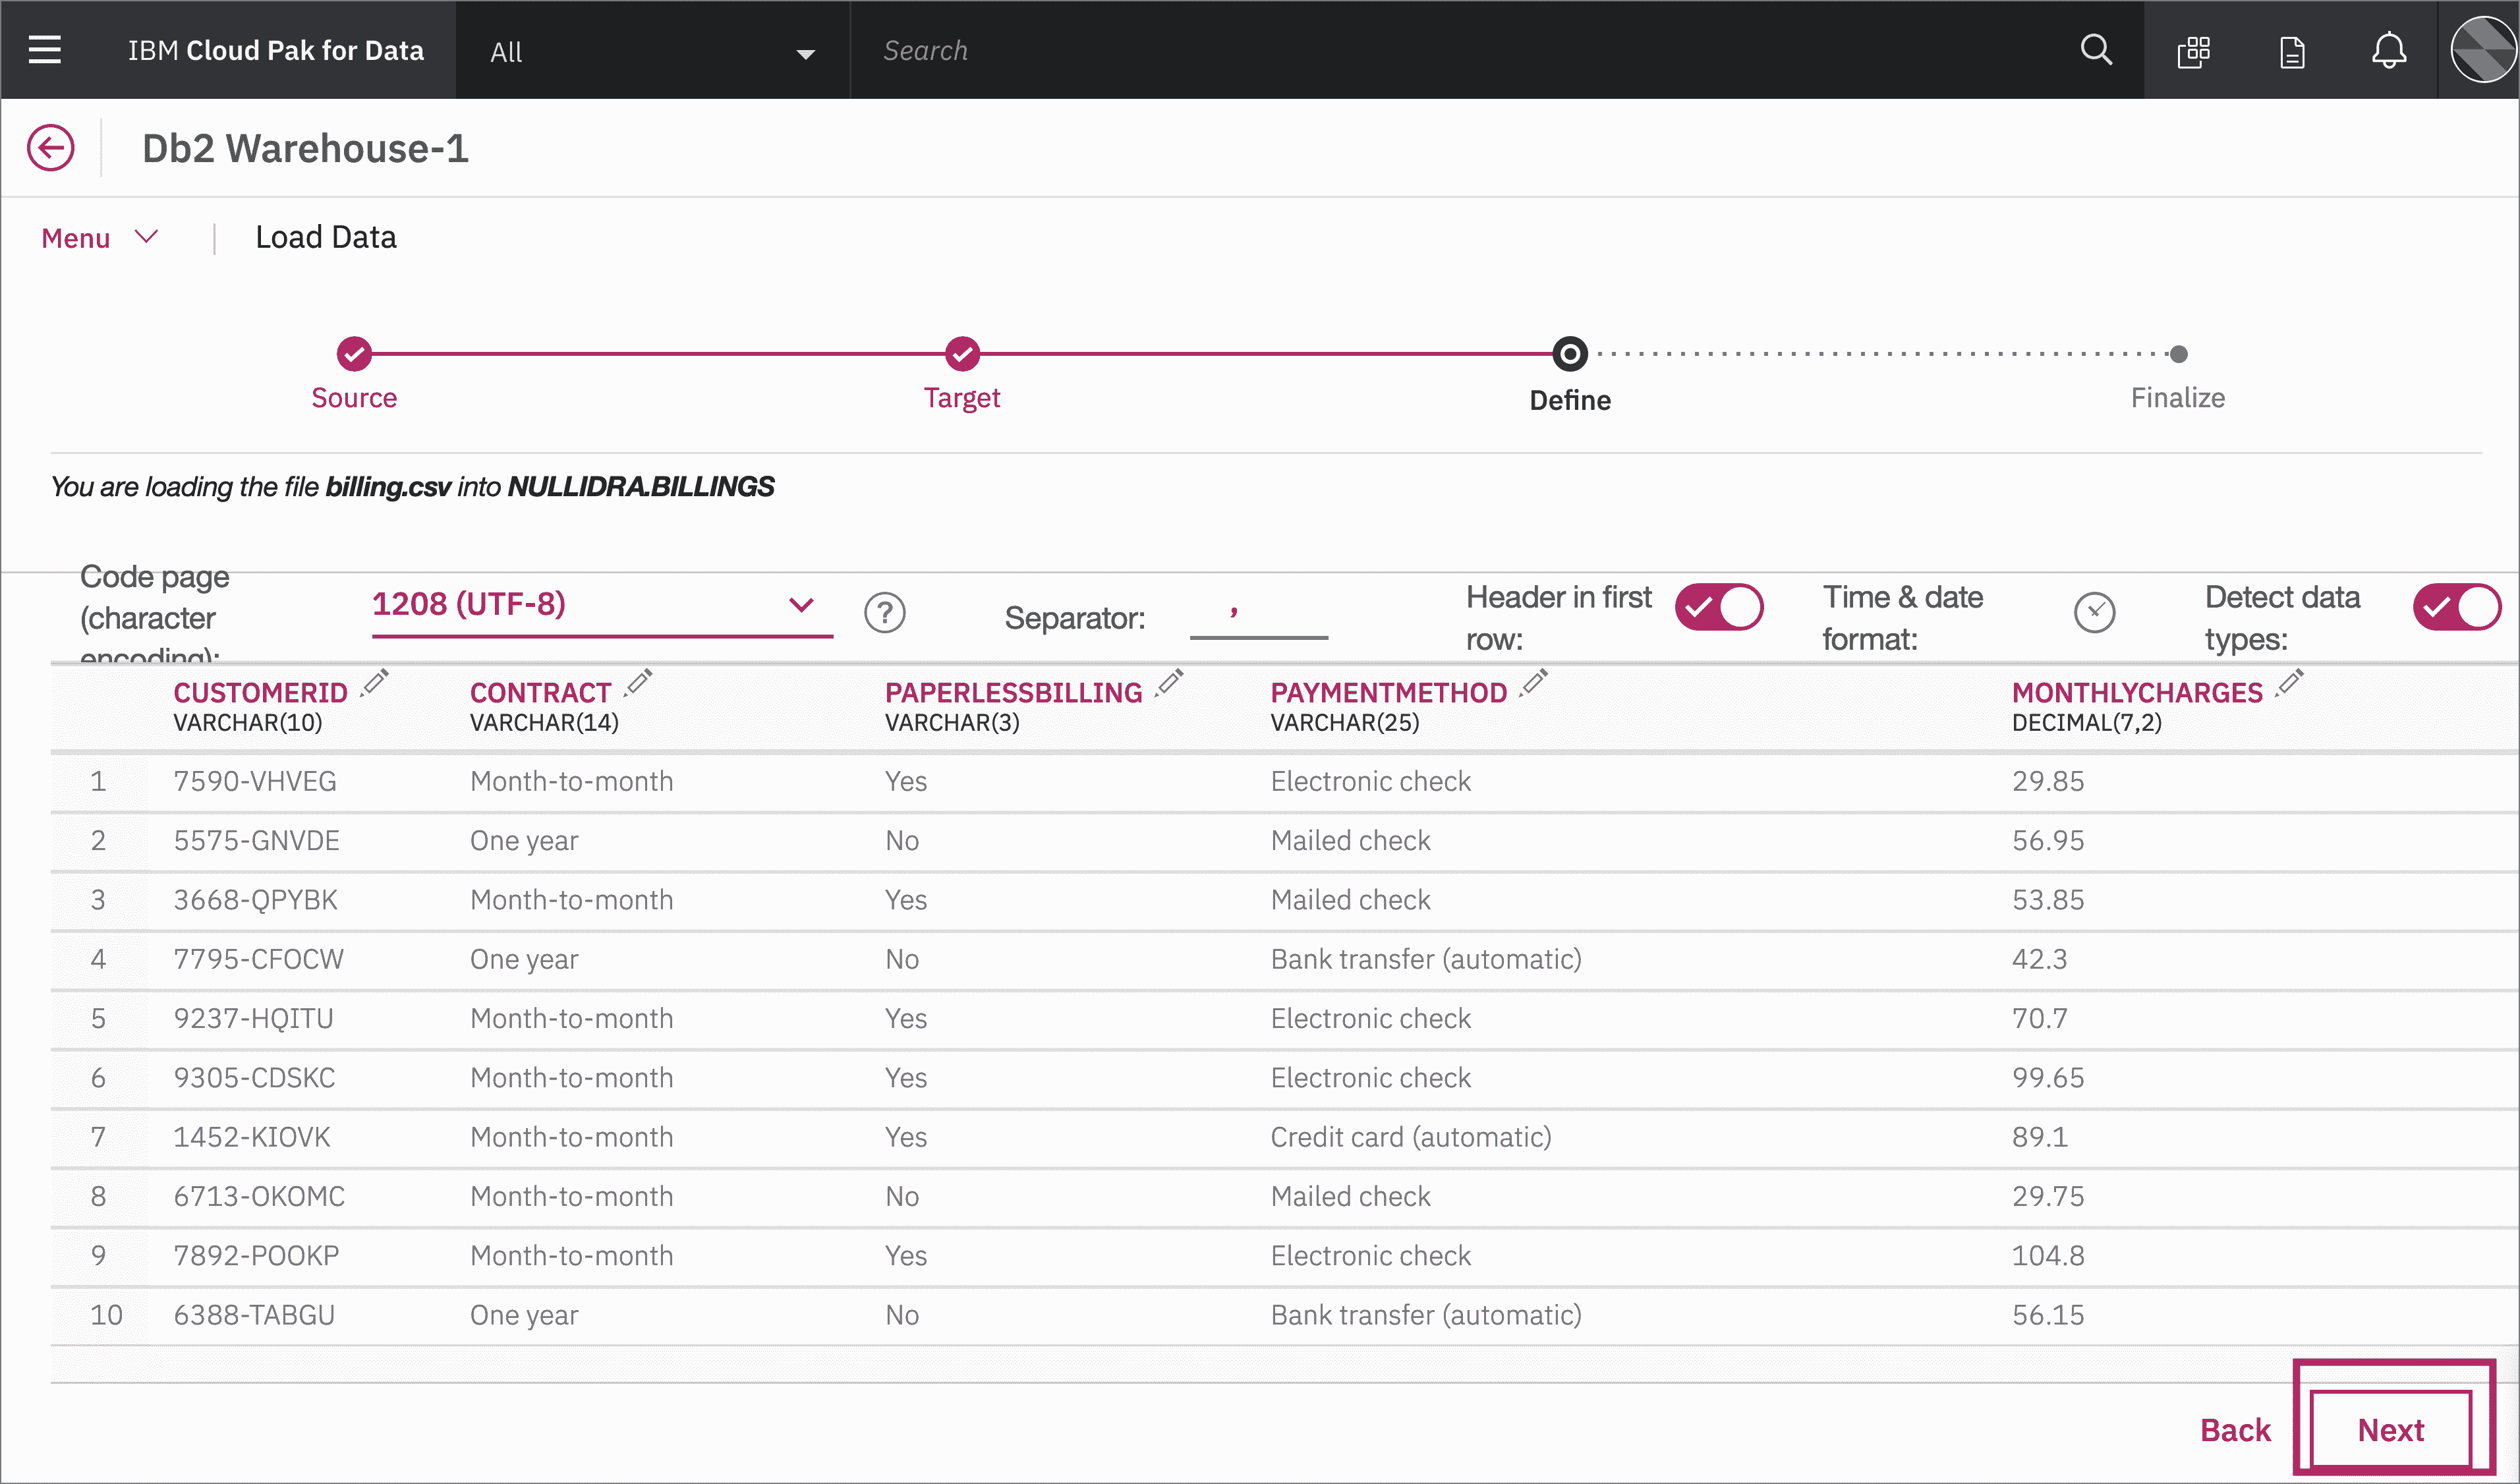 IBM Cloud Pak for Data All Search
Db2 Warehouse-1
Menu Load Data
Source Target Define Finalize
You are loading the file billing.csv into NULLIDRA.BILLINGS
Code page
(character
encoding):
1208 (UTF-8)
?
Separator: ,
Header in first
row:
Time & date
format:
Detect data
types:
CUSTOMERID CONTRACT PAPERLESSBILLING PAYMENTMETHOD MONTHLYCHARGES
VARCHAR(10) VARCHAR(14) VARCHAR(3) VARCHAR(25) DECIMAL(7,2)
1 7590-VHVEG Month-to-month Yes Electronic check 29.85
2 5575-GNVDE One year No Mailed check 56.95
3 3668-QPYBK Month-to-month Yes Mailed check 53.85
4 7795-CFOCW One year No Bank transfer (automatic) 42.3
5 9237-HQITU Month-to-month Yes Electronic check 70.7
6 9305-CDSKC Month-to-month Yes Electronic check 99.65
7 1452-KIOVK Month-to-month Yes Credit card (automatic) 89.1
8 6713-OKOMC Month-to-month No Mailed check 29.75
9 7892-POOKP Month-to-month Yes Electronic check 104.8
10 6388-TABGU One year No Bank transfer (automatic) 56.15
Back Next